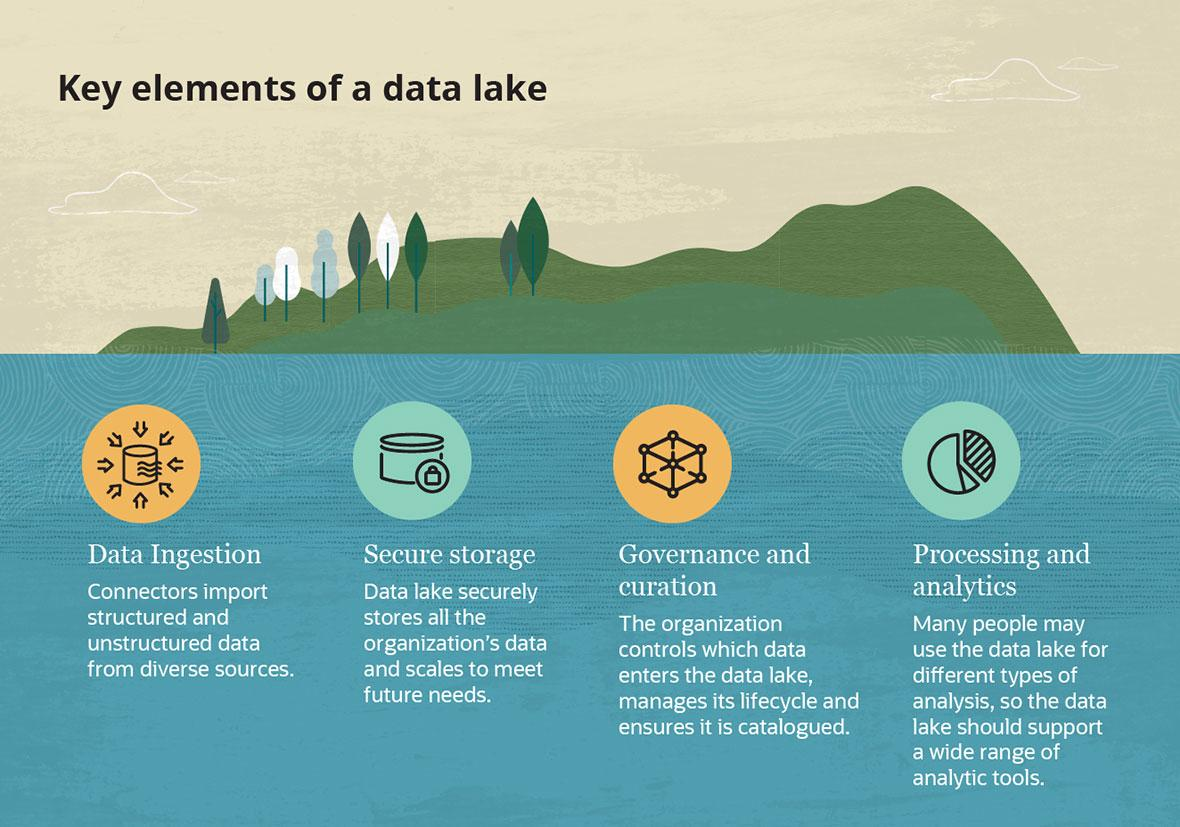 Key elements of a data lake
Data Ingestion
Connectors import
structured and
unstructured data
from diverse sources.
Secure storage
Data lake securely
stores all the
organization's data
and scales to meet
future needs.
Governance and
curation
The organization
controls which data
enters the data lake,
manages its lifecycle and
ensures it is catalogued.
Processing and
analytics
Many people may
use the data lake for
different types of
analysis, so the data
lake should support
a wide range of
analytic tools.